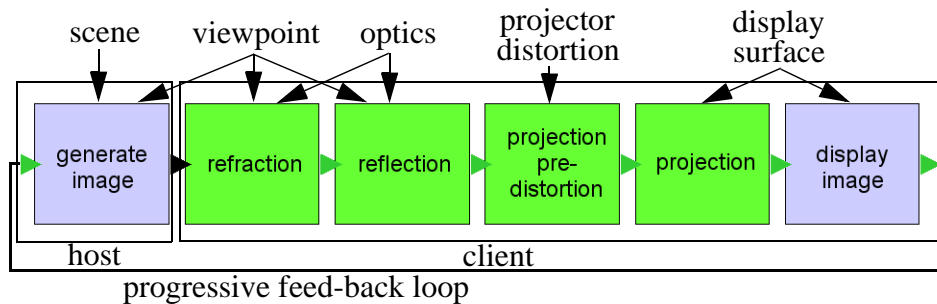 scene
viewpoint
optics
projector
distortion
display
surface
generate
image
refraction
reflection
projection
pre-
distortion
projection
display
image
host
client
progressive feed-back loop